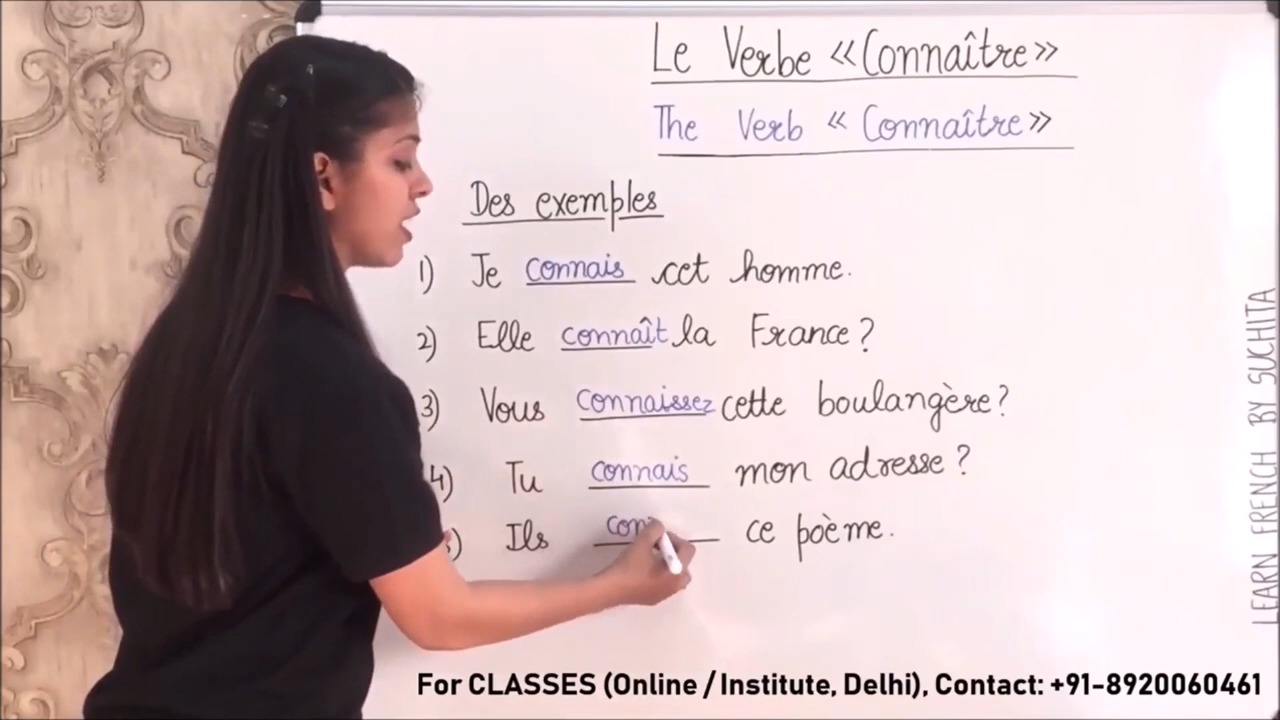 Le Verbe «Connaître»
The Verb «Connaître»
Des exemples
1) Je connais cet homme.
2) Elle connaît la France?
3) Vous connaissez cette boulangère?
4) Tu connais mon adresse?
) Ils con ce poème.
LEARN FRENCH BY SUCHITA
For CLASSES (Online / Institute, Delhi), Contact: +91-8920060461